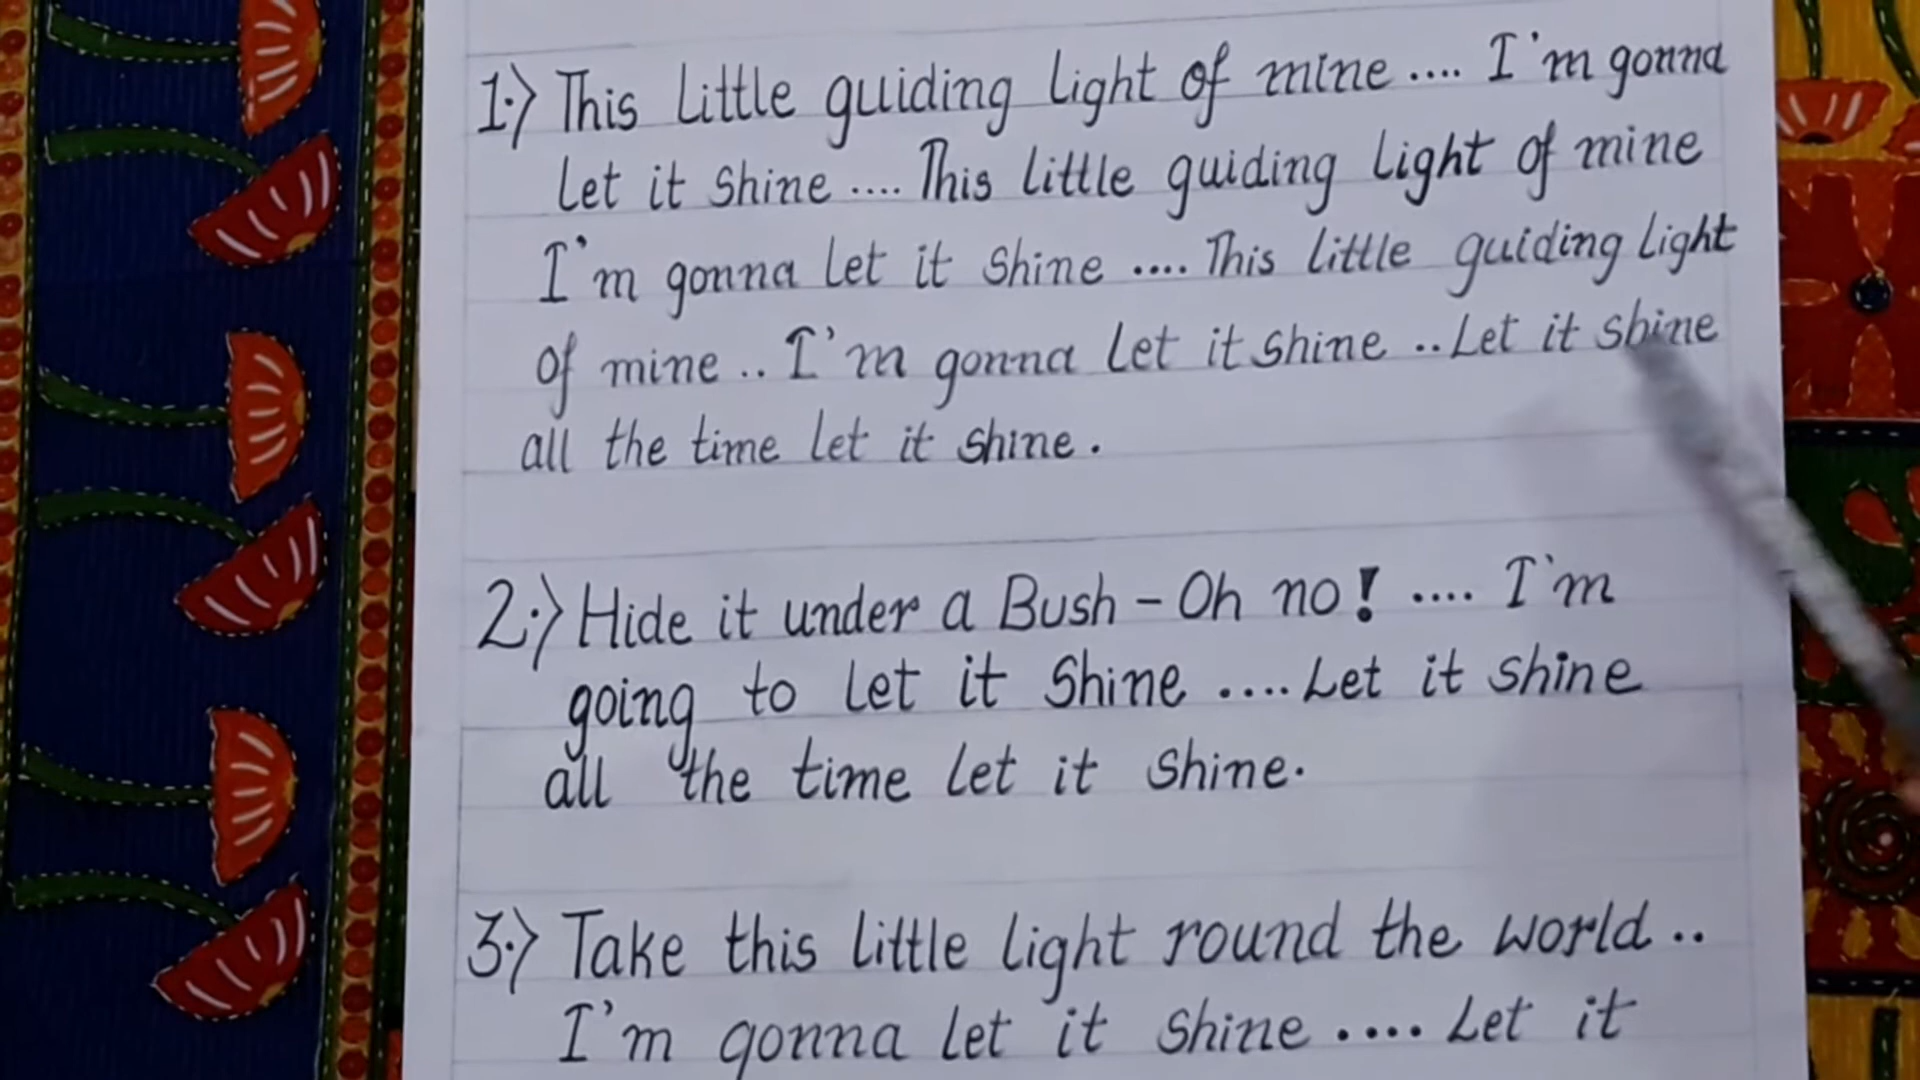 1.) This little guiding light of mine .... I'm gonna
let it shine .... This little guiding light of mine
I'm gonna let it shine .... This little guiding light
of mine .. I'm gonna let it shine .. Let it shine
all the time let it shine.
2.) Hide it under a Bush - Oh no! .... I'm
going to let it shine .... Let it shine
all the time let it shine.
3.) Take this little light round the world ..
I'm gonna let it shine .... Let it